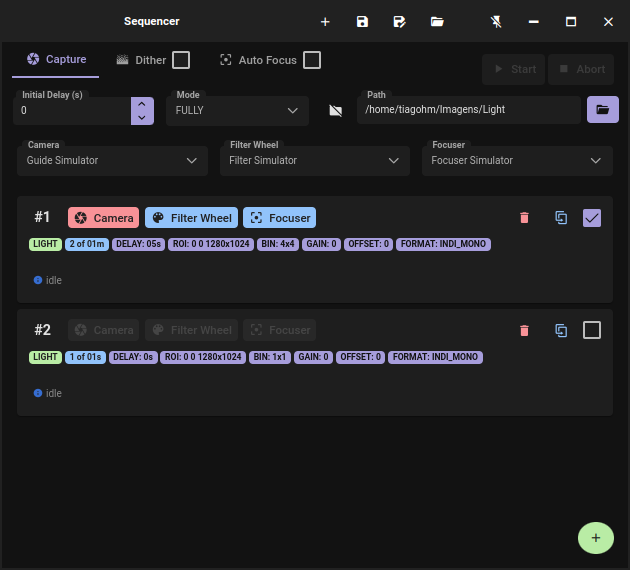 Sequencer
Capture Dither Auto Focus Start Abort
Initial Delay (s) Mode Path
0 FULLY /home/tiagohm/Imagens/Light
Camera Filter Wheel Focuser
Guide Simulator Filter Simulator Focuser Simulator
#1 Camera Filter Wheel Focuser
LIGHT 2 of 01m DELAY: 05s ROI: 0 0 1280x1024 BIN: 4x4 GAIN: 0 OFFSET: 0 FORMAT: INDI_MONO
idle
#2 Camera Filter Wheel Focuser
LIGHT 1 of 01s DELAY: 0s ROI: 0 0 1280x1024 BIN: 1x1 GAIN: 0 OFFSET: 0 FORMAT: INDI_MONO
idle